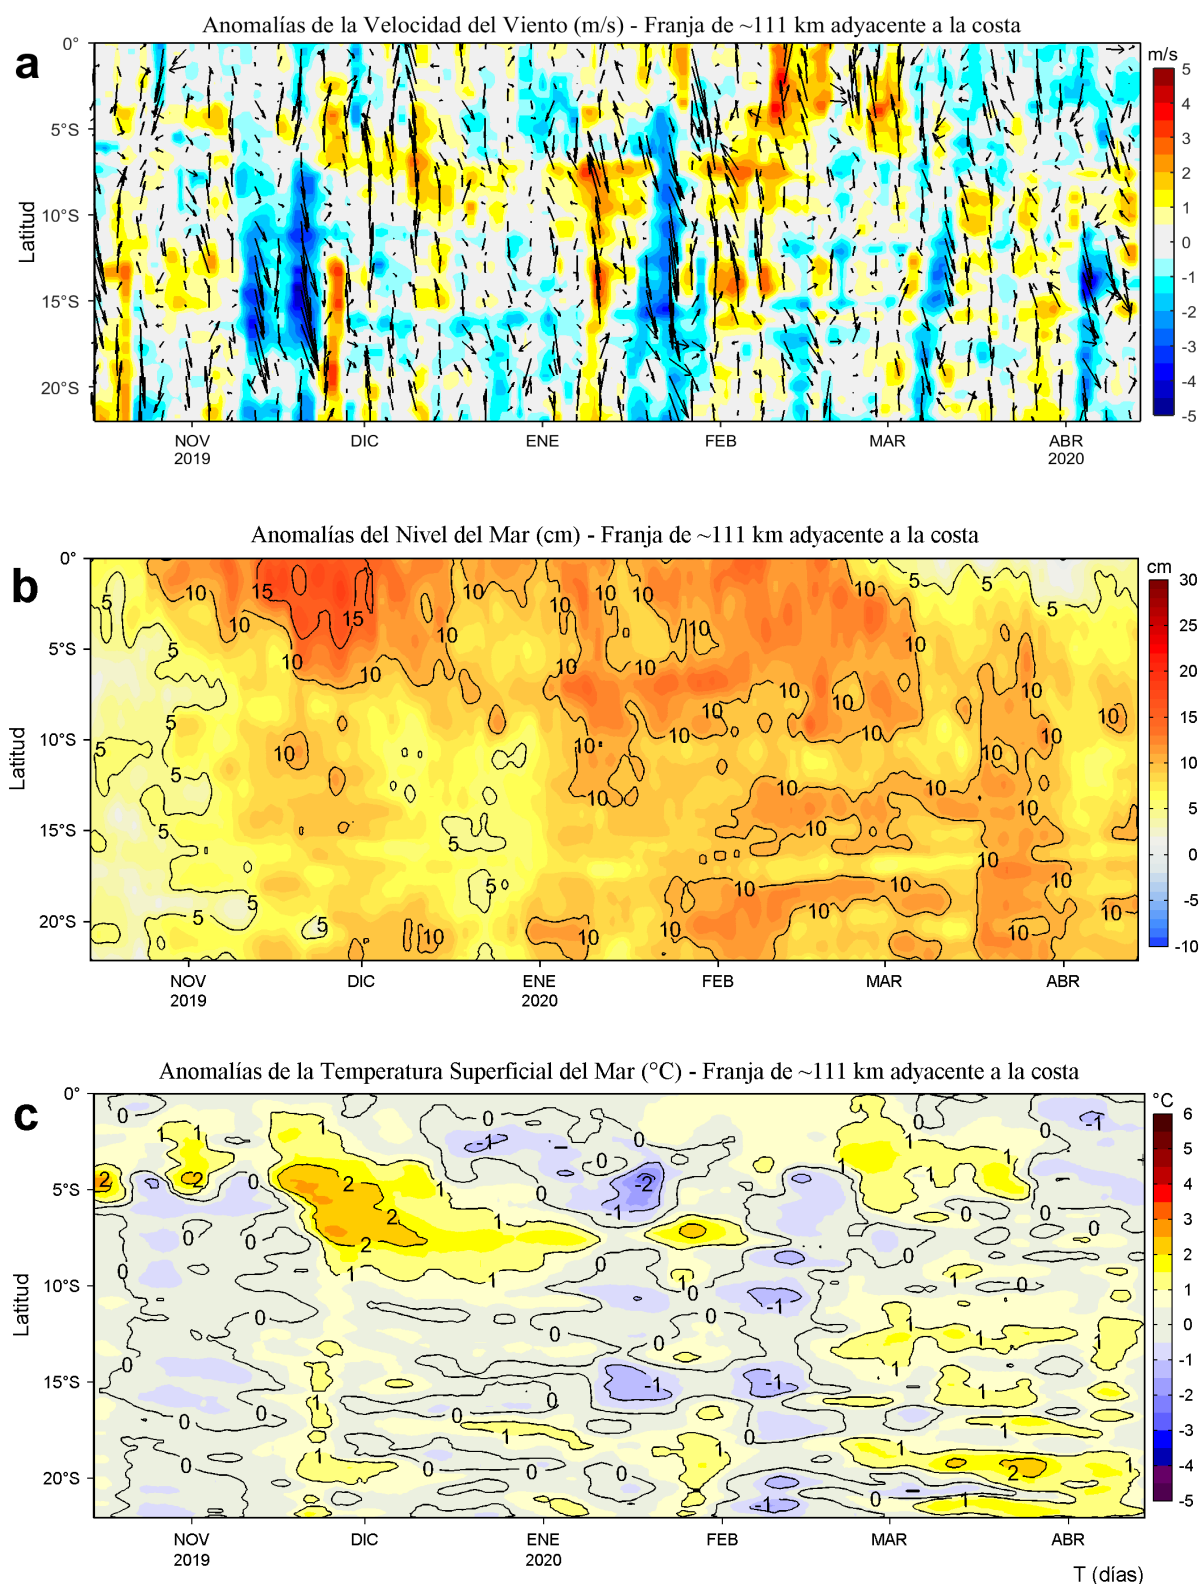 Anomalías de la Velocidad del Viento (m/s) - Franja de ~111 km adyacente a la costa
a
m/s
0°
5°S
10°S
15°S
20°S
Latitud
5
4
3
2
1
0
-1
-2
-3
-4
-5
NOV DIC ENE FEB MAR ABR
2019 2020
Anomalías del Nivel del Mar (cm) - Franja de ~111 km adyacente a la costa
b
cm
0°
5°S
10°S
15°S
20°S
Latitud
30
25
20
15
10
5
0
-5
-10
NOV DIC ENE FEB MAR ABR
2019 2020
Anomalías de la Temperatura Superficial del Mar (°C) - Franja de ~111 km adyacente a la costa
c
°C
0°
5°S
10°S
15°S
20°S
Latitud
6
5
4
3
2
1
0
-1
-2
-3
-4
-5
NOV DIC ENE FEB MAR ABR
2019 2020
T (días)